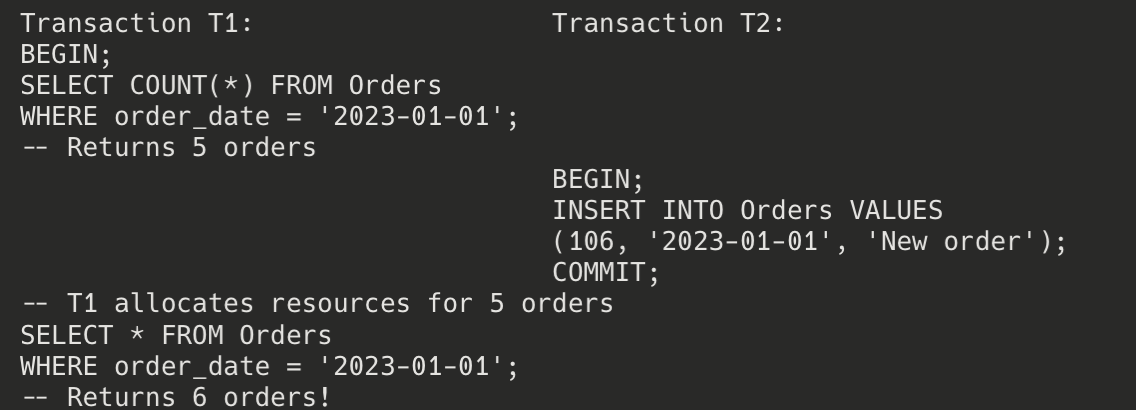 Transaction T1:                  Transaction T2:
BEGIN;
SELECT COUNT(*) FROM Orders
WHERE order_date = '2023-01-01';
-- Returns 5 orders
                                  BEGIN;
                                  INSERT INTO Orders VALUES
                                  (106, '2023-01-01', 'New order');
                                  COMMIT;
-- T1 allocates resources for 5 orders
SELECT * FROM Orders
WHERE order_date = '2023-01-01';
-- Returns 6 orders!